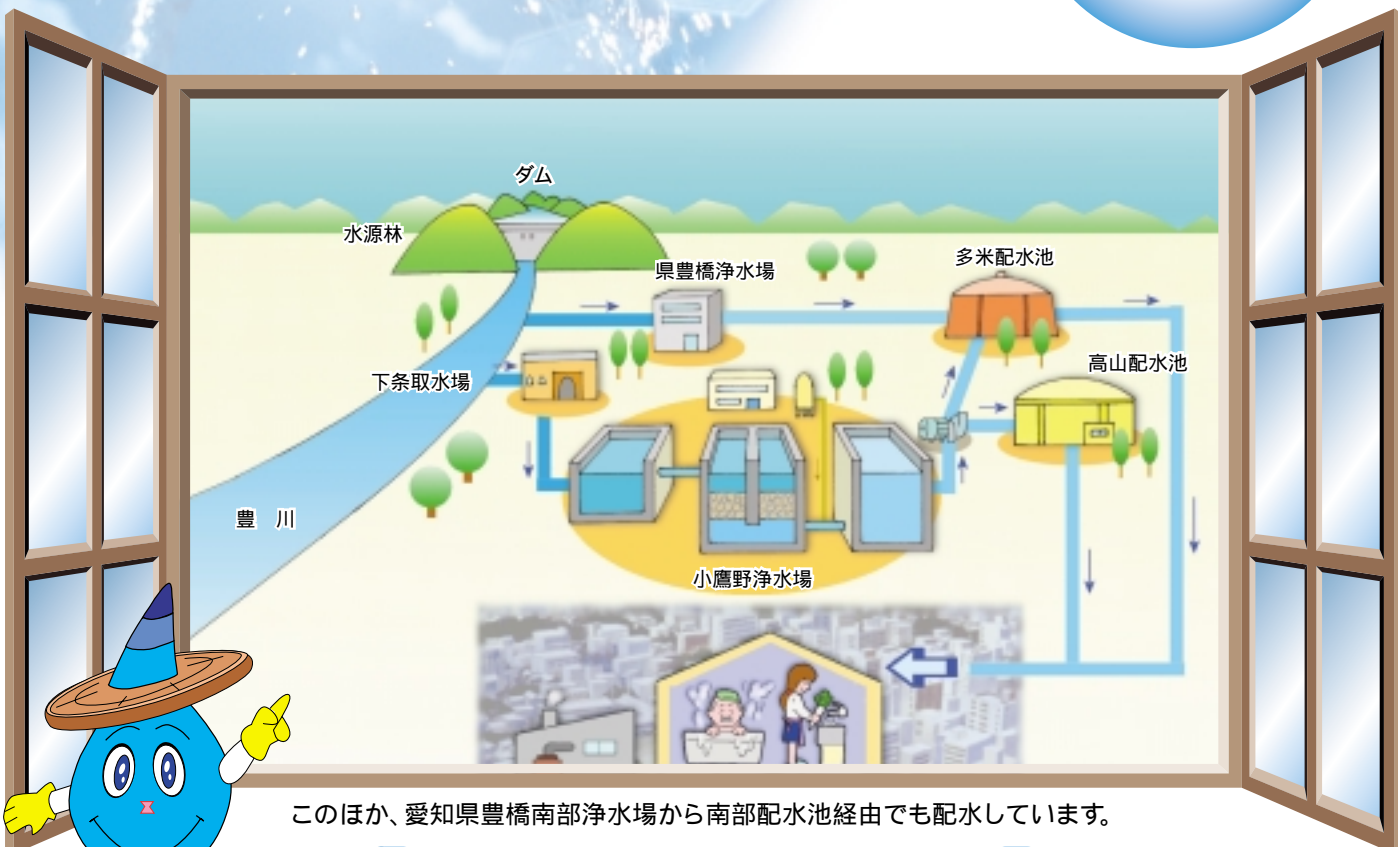 ダム
水源林
県豊橋浄水場
多米配水池
高山配水池
下条取水場
豊 川
小鷹野浄水場
このほか、愛知県豊橋南部浄水場から南部配水池経由でも配水しています。